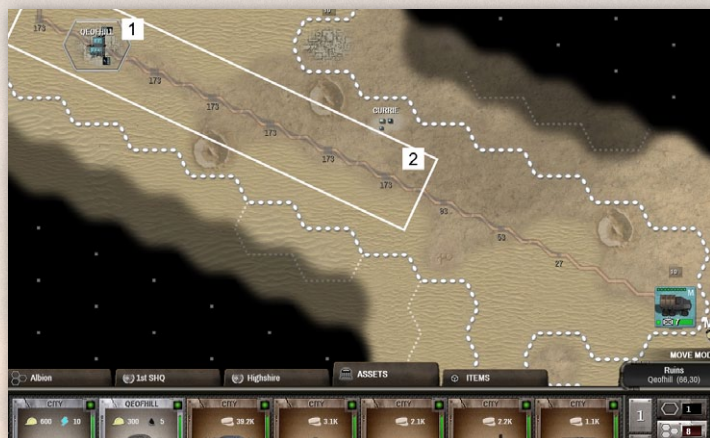 173
QEOFHILL
1
173
173
CURRIE
173
173
2
173
93
50
27
M
MOVE MOD
Albion
1st SHQ
Highshire
ASSETS
ITEMS
Ruins
Qeofhill (66,30)
CITY
QEOFHILL
CITY
CITY
CITY
CITY
CITY
600 10
300 5
39.2K
3.1K
2.1K
2.2K
1.1K
1
1
8